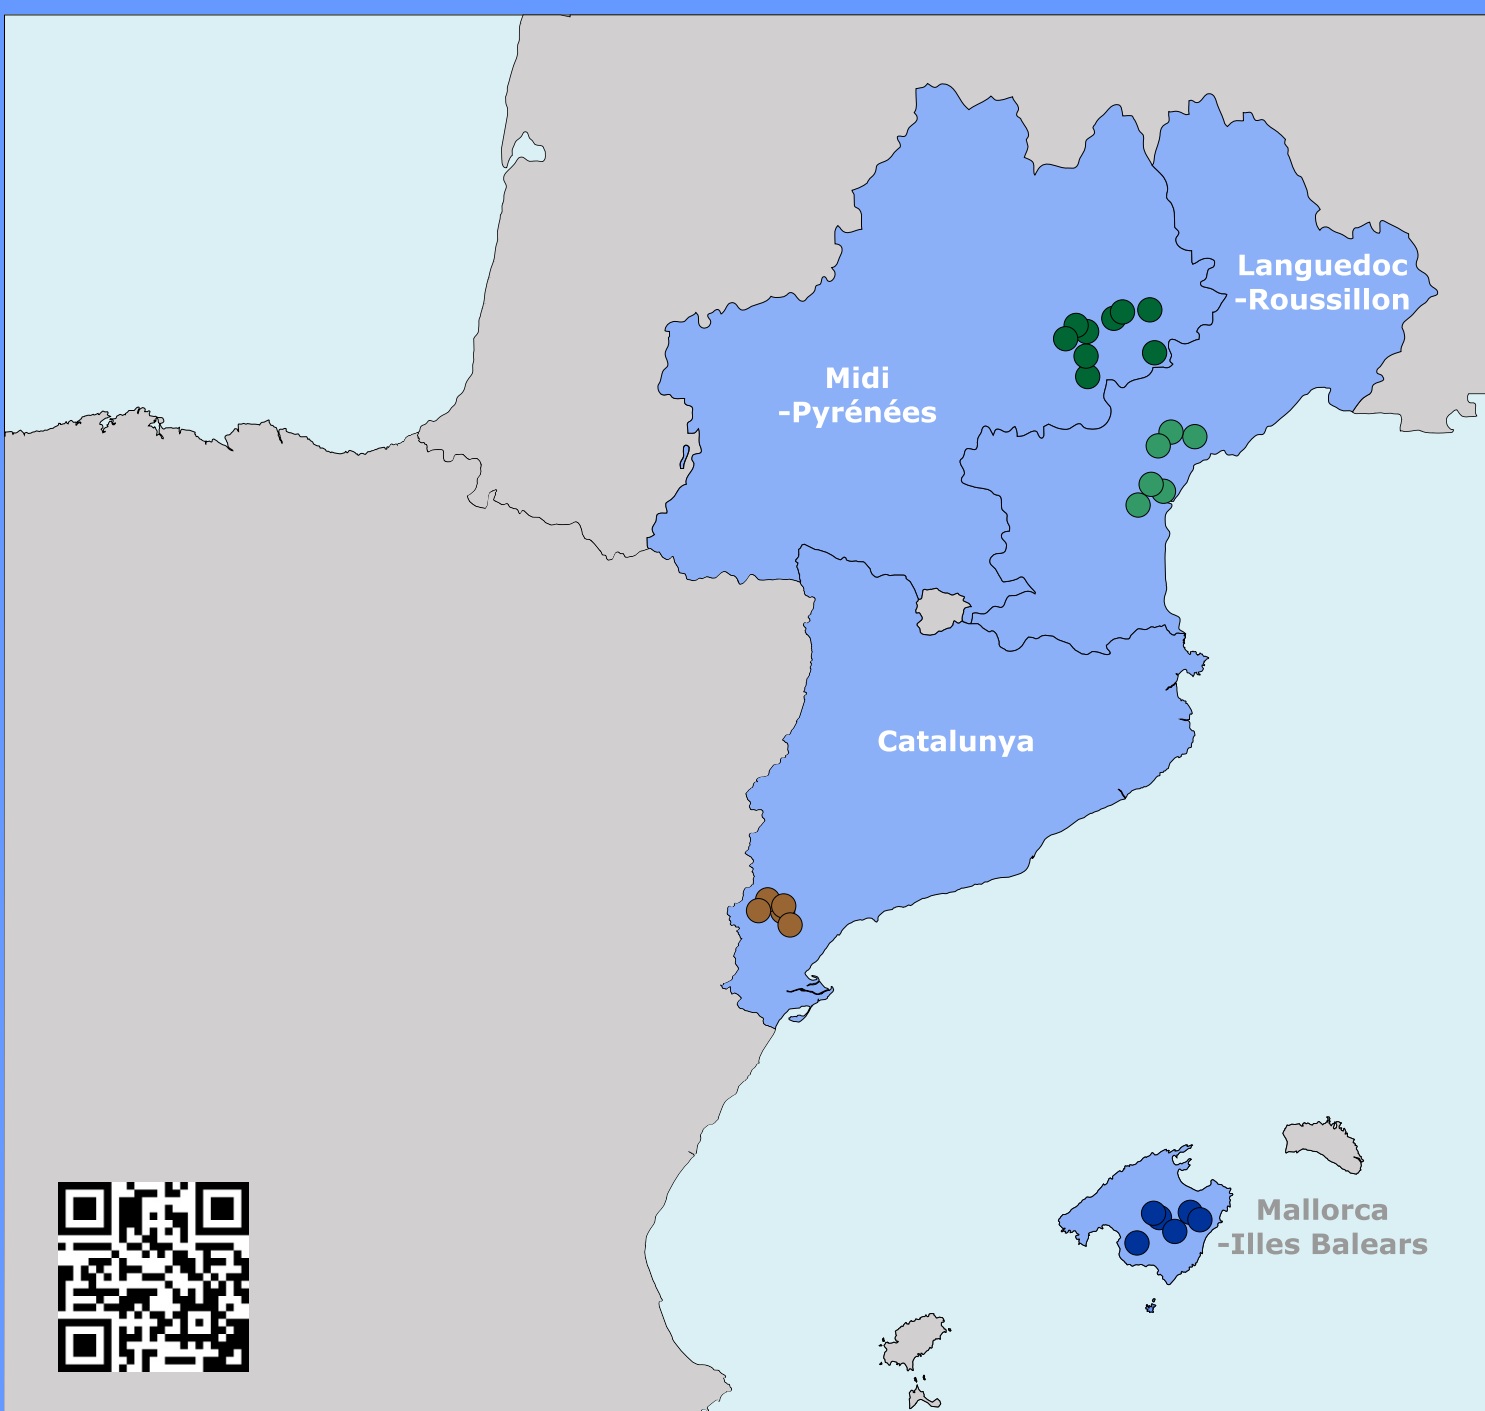 Languedoc
-Roussillon
Midi
-Pyrénées
Catalunya
Mallorca
-Illes Balears